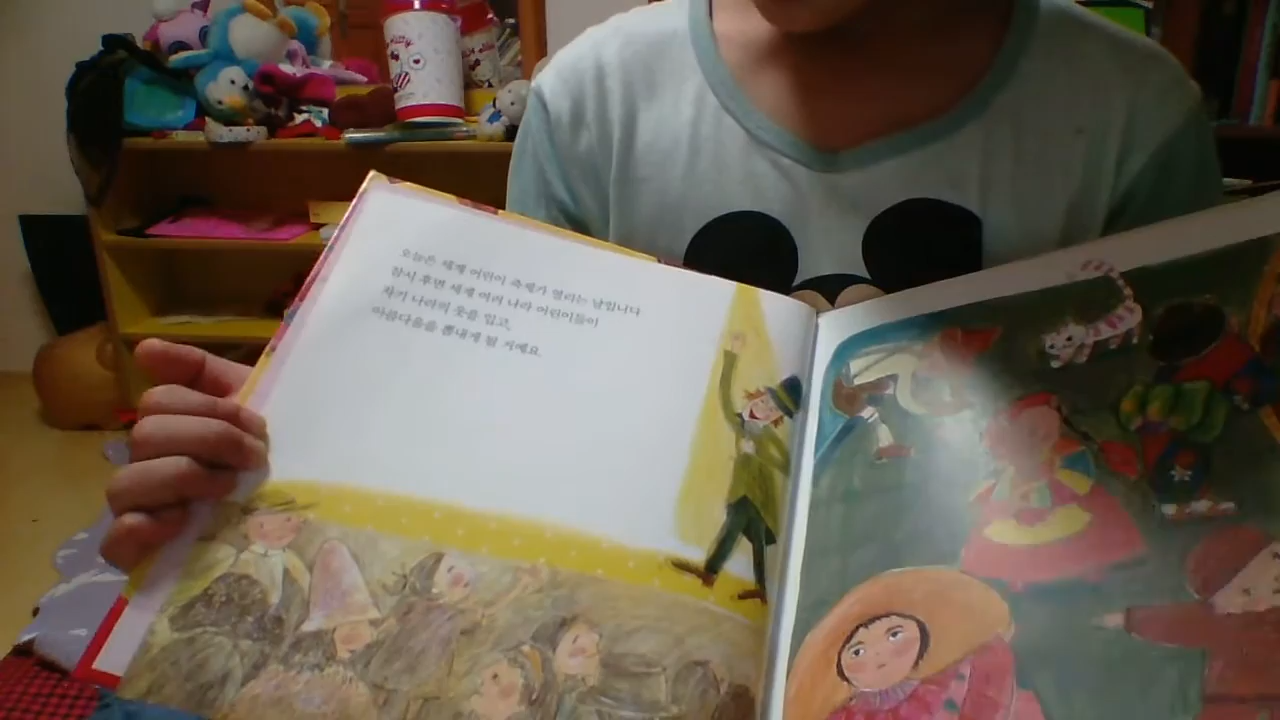 오늘은 세계 어린이 축제가 열리는 날입니다
잠시 후면 세계 여러 나라 어린이들이
자기 나라의 옷을 입고,
아름다움을 뽐내게 될 거예요.